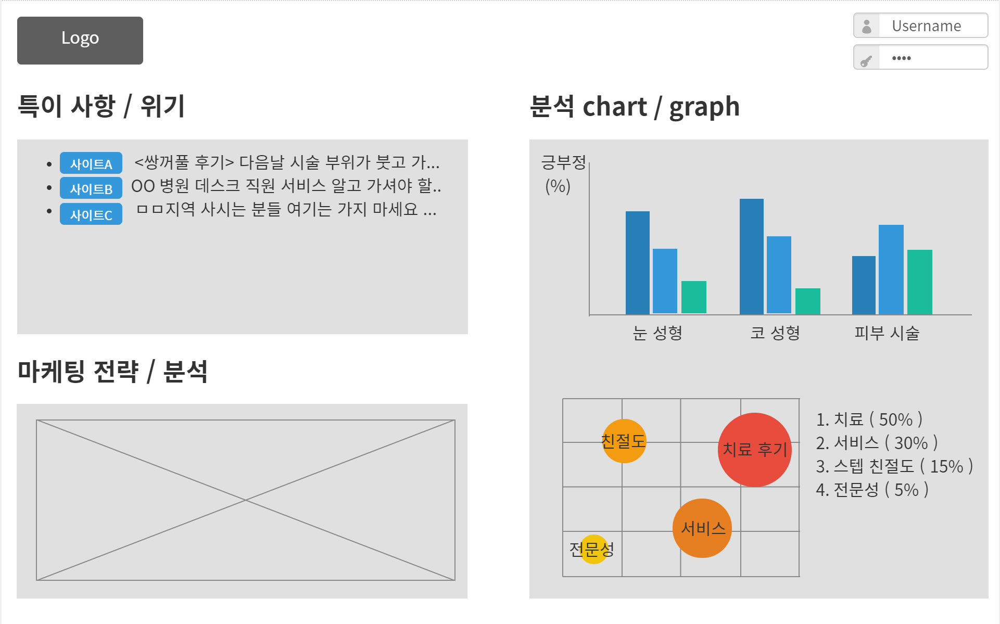 Logo
Username
••••
특이 사항 / 위기
사이트A <쌍꺼풀 후기> 다음날 시술 부위가 붓고 가...
사이트B OO 병원 데스크 직원 서비스 알고 가셔야 할..
사이트C ㅁㅁ지역 사시는 분들 여기는 가지 마세요 ...
마케팅 전략 / 분석
분석 chart / graph
긍부정
(%)
눈 성형 코 성형 피부 시술
친절도
치료 후기
서비스
전문성
1. 치료 ( 50% )
2. 서비스 ( 30% )
3. 스텝 친절도 ( 15% )
4. 전문성 ( 5% )